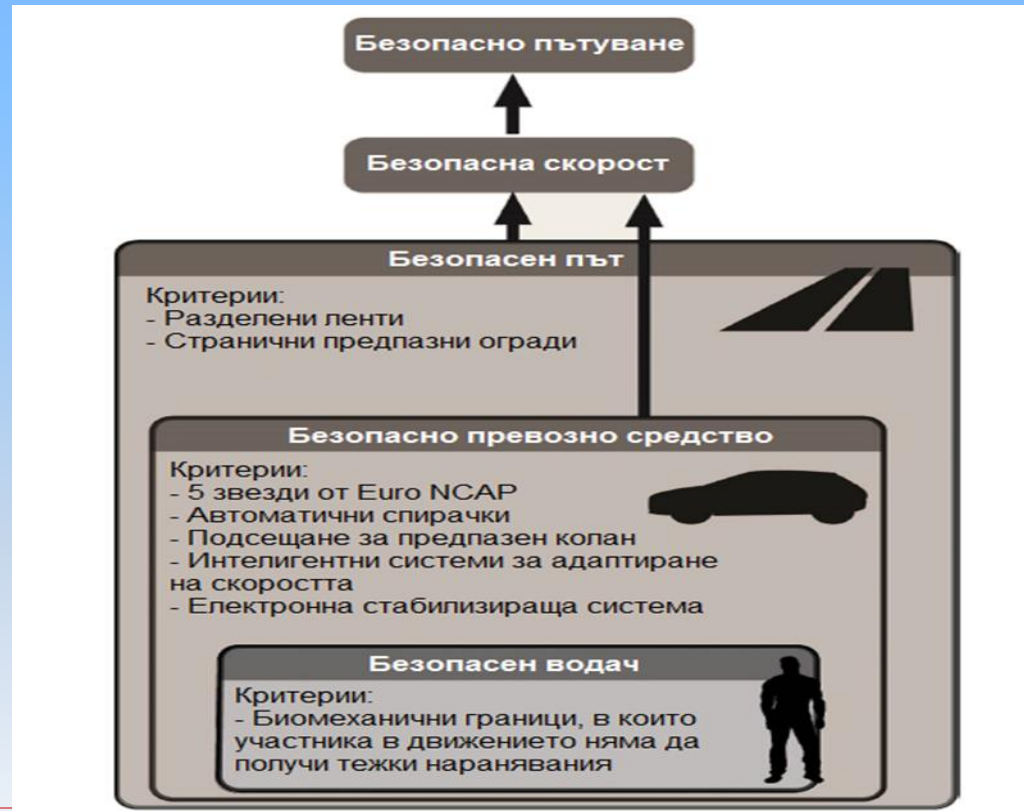 Безопасно пътуване
Безопасна скорост
Безопасен път
Критерии:
- Разделени ленти
- Странични предпазни огради
Безопасно превозно средство
Критерии:
- 5 звезди от Euro NCAP
- Автоматични спирачки
- Подсещане за предпазен колан
- Интелигентни системи за адаптиране
на скоростта
- Електронна стабилизираща система
Безопасен водач
Критерии:
- Биомеханични граници, в които
участника в движението няма да
получи тежки наранявания